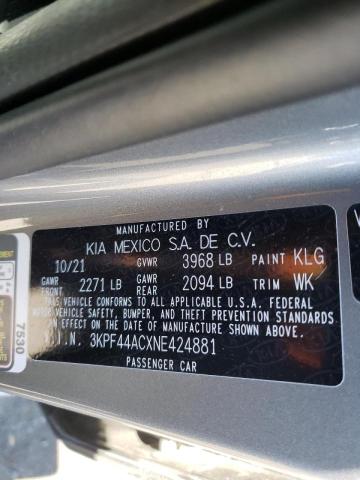 MANUFACTURED BY
KIA MEXICO S.A. DE C.V.
10/21 GVWR 3968 LB PAINT KLG
GAWR FRONT 2271 LB GAWR REAR 2094 LB TRIM WK
THIS VEHICLE CONFORMS TO ALL APPLICABLE U.S.A. FEDERAL
MOTOR VEHICLE SAFETY, BUMPER, AND THEFT PREVENTION STANDARDS
IN EFFECT ON THE DATE OF MANUFACTURE SHOWN ABOVE.
V.I.N. 3KPF44ACXNE424881
PASSENGER CAR
7530